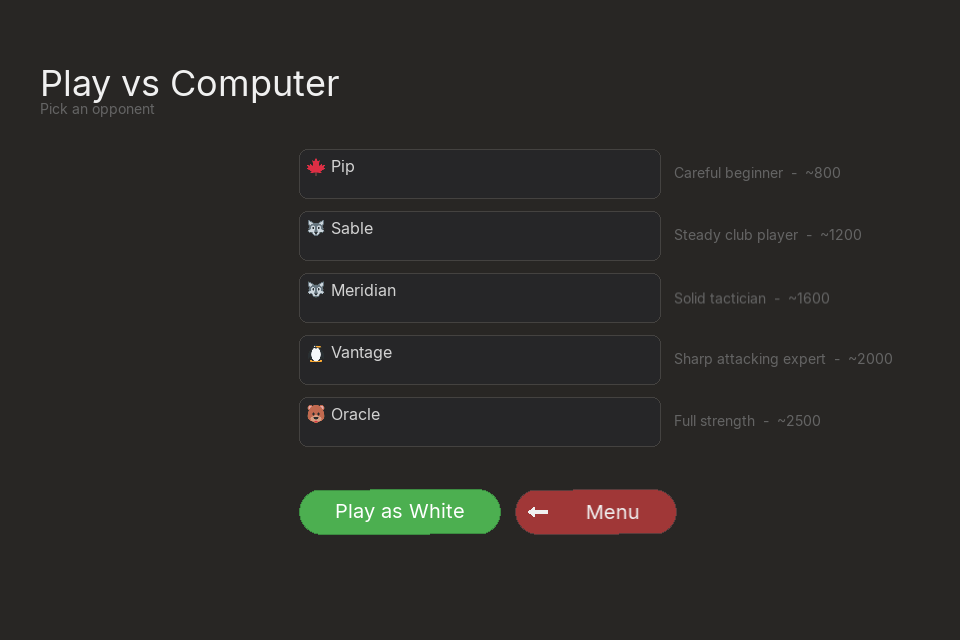 Play vs Computer
Pick an opponent
Pip
Careful beginner - ~800
Sable
Steady club player - ~1200
Meridian
Solid tactician - ~1600
Vantage
Sharp attacking expert - ~2000
Oracle
Full strength - ~2500
Play as White
Menu